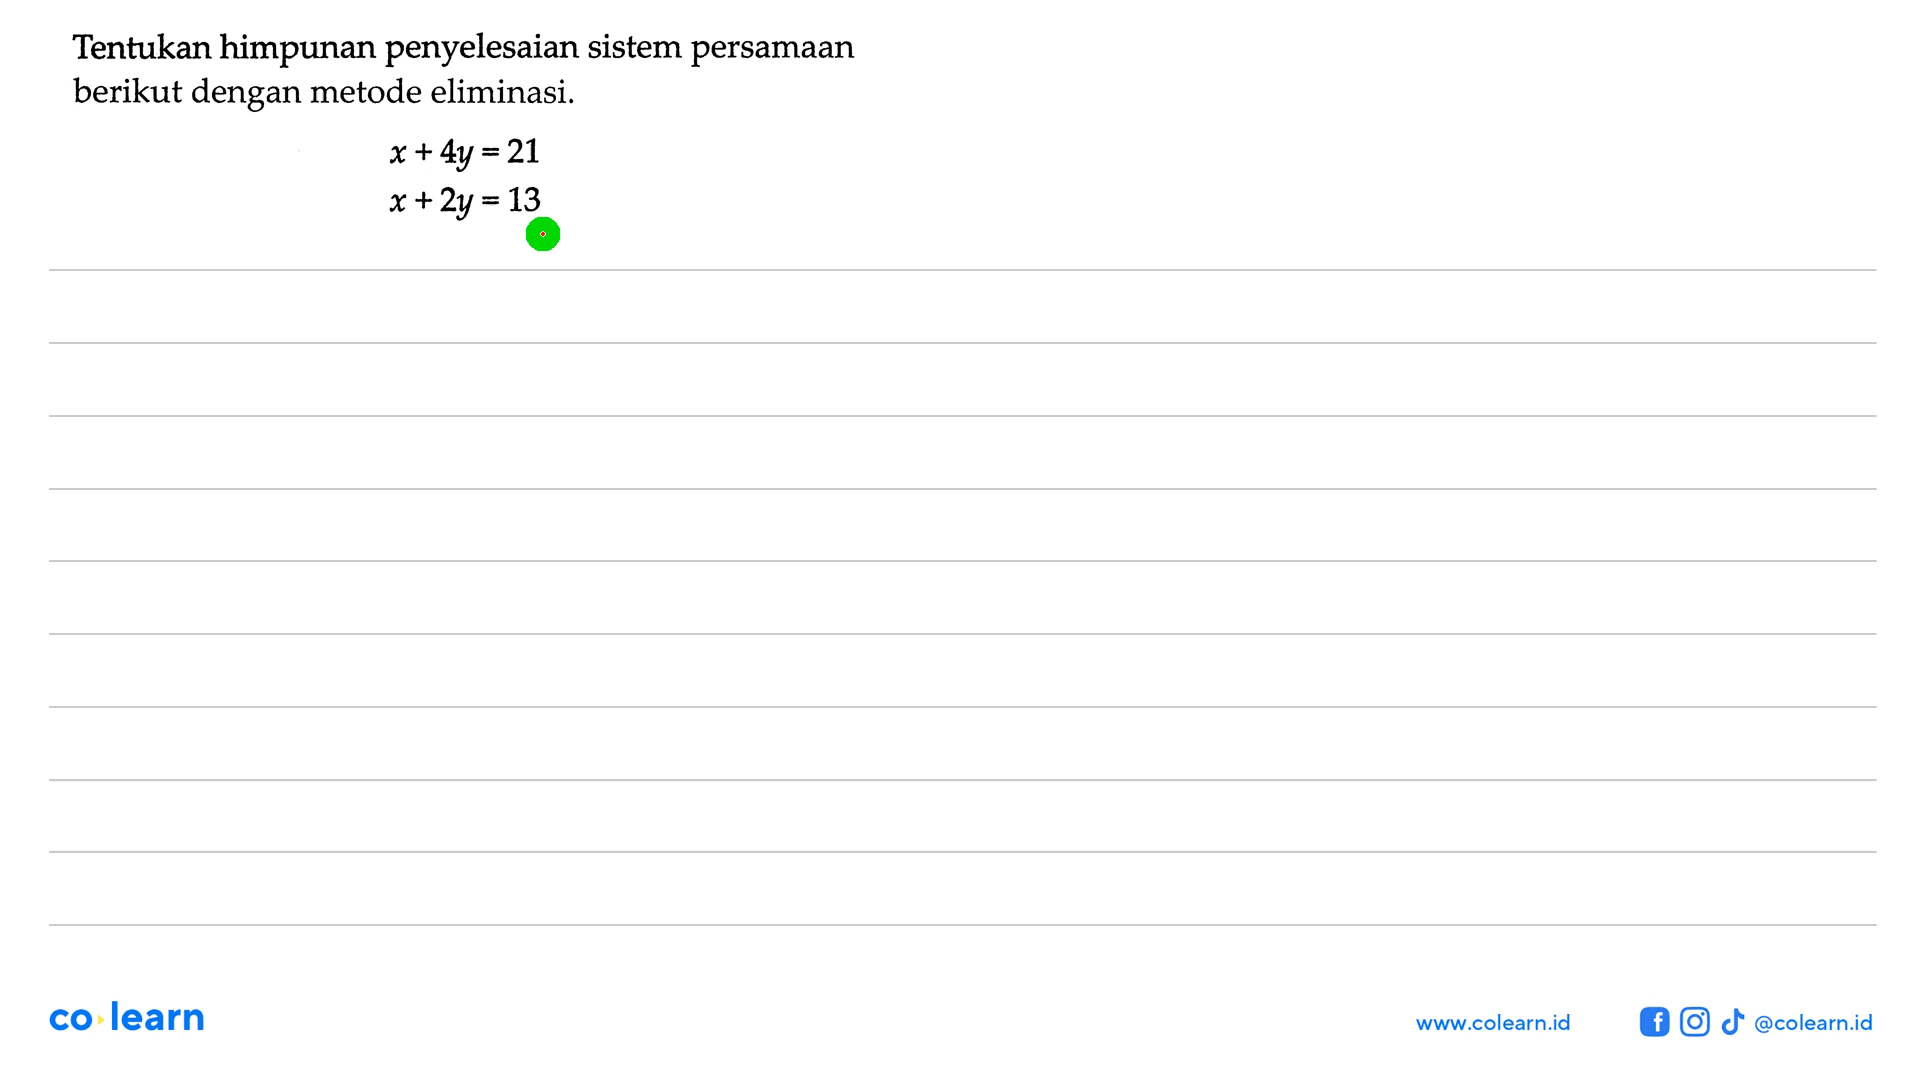 Tentukan himpunan penyelesaian sistem persamaan
berikut dengan metode eliminasi.
x + 4y = 21
x + 2y = 13
co learn
www.colearn.id
@colearn.id